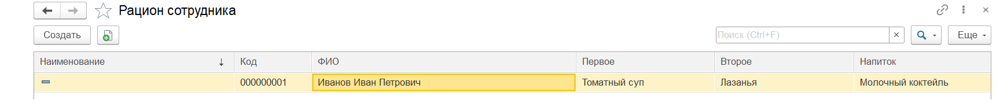 Рацион сотрудника
Создать Поиск (Ctrl+F) Еще
Наименование Код ФИО Первое Второе Напиток
000000001 Иванов Иван Петрович Томатный суп Лазанья Молочный коктейль